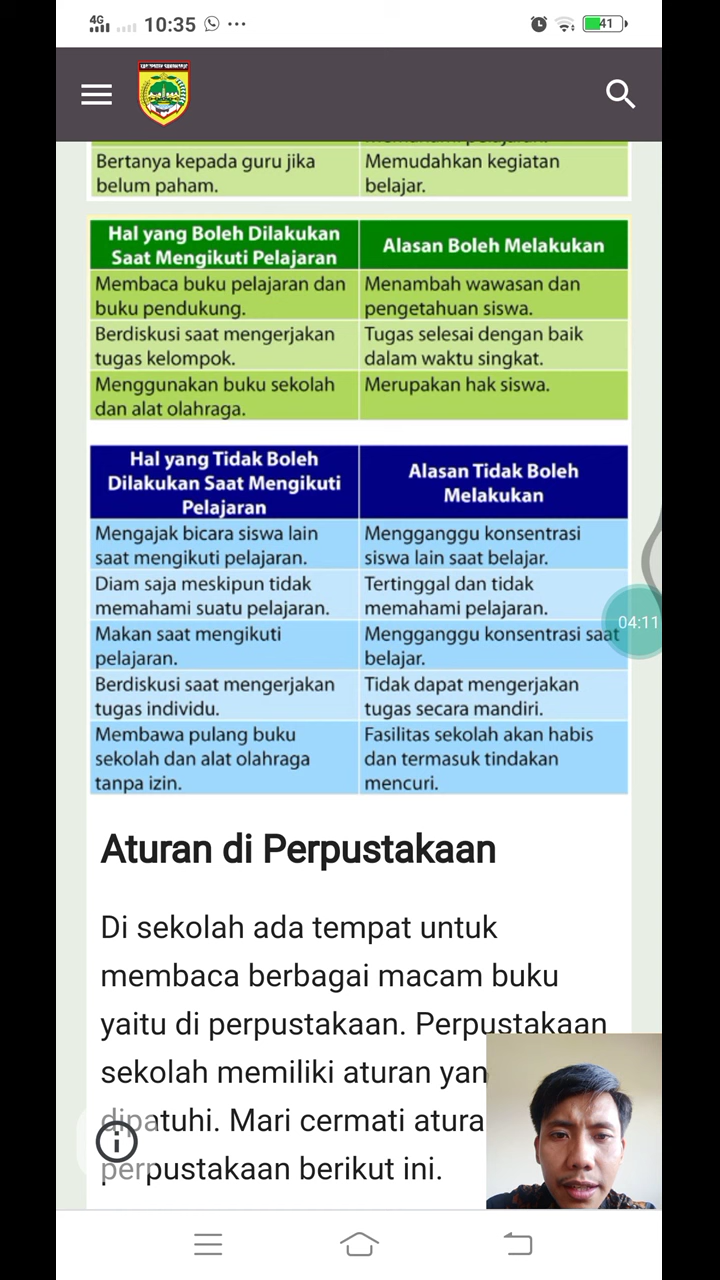 4G
10:35
41
Bertanya kepada guru jika
belum paham.
Memudahkan kegiatan
belajar.
Hal yang Boleh Dilakukan
Saat Mengikuti Pelajaran
Alasan Boleh Melakukan
Membaca buku pelajaran dan
buku pendukung.
Menambah wawasan dan
pengetahuan siswa.
Berdiskusi saat mengerjakan
tugas kelompok.
Tugas selesai dengan baik
dalam waktu singkat.
Menggunakan buku sekolah
dan alat olahraga.
Merupakan hak siswa.
Hal yang Tidak Boleh
Dilakukan Saat Mengikuti
Pelajaran
Alasan Tidak Boleh
Melakukan
Mengajak bicara siswa lain
saat mengikuti pelajaran.
Mengganggu konsentrasi
siswa lain saat belajar.
Diam saja meskipun tidak
memahami suatu pelajaran.
Tertinggal dan tidak
memahami pelajaran.
Makan saat mengikuti
pelajaran.
Mengganggu konsentrasi saat
belajar.
04:11
Berdiskusi saat mengerjakan
tugas individu.
Tidak dapat mengerjakan
tugas secara mandiri.
Membawa pulang buku
sekolah dan alat olahraga
tanpa izin.
Fasilitas sekolah akan habis
dan termasuk tindakan
mencuri.
Aturan di Perpustakaan
Di sekolah ada tempat untuk
membaca berbagai macam buku
yaitu di perpustakaan. Perpustakaan
sekolah memiliki aturan yan
dipatuhi. Mari cermati atura
perpustakaan berikut ini.